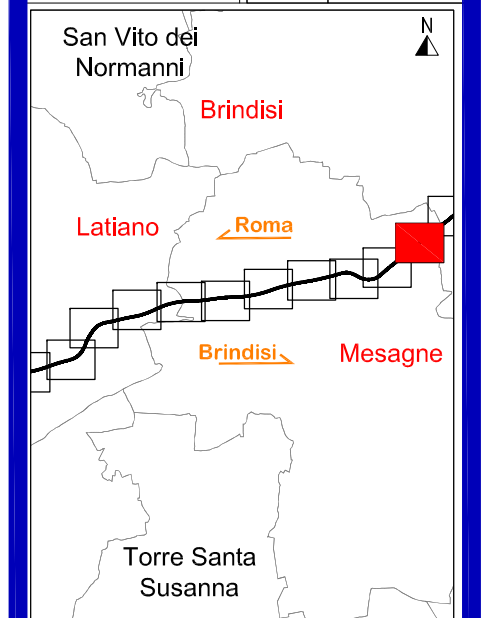 N
San Vito dei
Normanni
Brindisi
Latiano
Roma
Brindisi
Mesagne
Torre Santa
Susanna